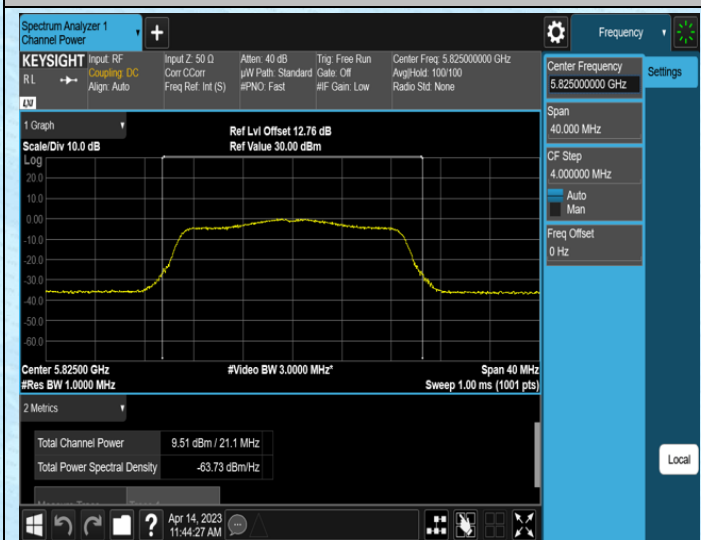 Spectrum Analyzer 1
Channel Power
Frequency
KEYSIGHT
RL
LXI
Input: RF
Coupling: DC
Align: Auto
Input Z: 50 Ω
Corr CCorr
Freq Ref: Int (S)
Atten: 40 dB
µW Path: Standard
#PNO: Fast
Trig: Free Run
Gate: Off
#IF Gain: Low
Center Freq: 5.825000000 GHz
Avg|Hold: 100/100
Radio Std: None
1 Graph
Scale/Div 10.0 dB
Ref Lvl Offset 12.76 dB
Ref Value 30.00 dBm
Log
20.0
10.0
0.00
-10.0
-20.0
-30.0
-40.0
-50.0
-60.0
Center 5.82500 GHz
#Res BW 1.0000 MHz
#Video BW 3.0000 MHz*
Span 40 MHz
Sweep 1.00 ms (1001 pts)
2 Metrics
Total Channel Power 9.51 dBm / 21.1 MHz
Total Power Spectral Density -63.73 dBm/Hz
Apr 14, 2023
11:44:27 AM
Center Frequency
5.825000000 GHz
Settings
Span
40.000 MHz
CF Step
4.000000 MHz
Auto
Man
Freq Offset
0 Hz
Local